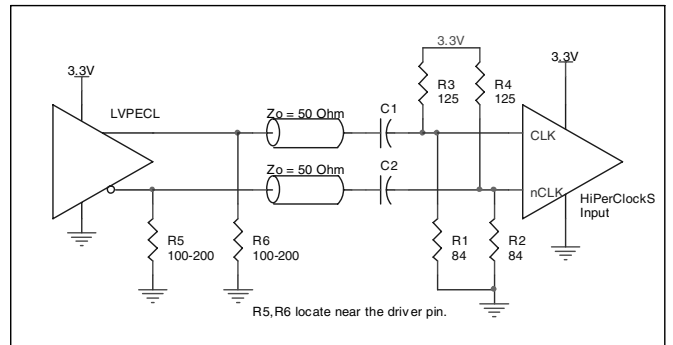 3.3V
3.3V
3.3V
R3
125
R4
125
LVPECL
Zo = 50 Ohm
C1
CLK
Zo = 50 Ohm
C2
nCLK
HiPerClockS
Input
R5
100-200
R6
100-200
R1
84
R2
84
R5,R6 locate near the driver pin.